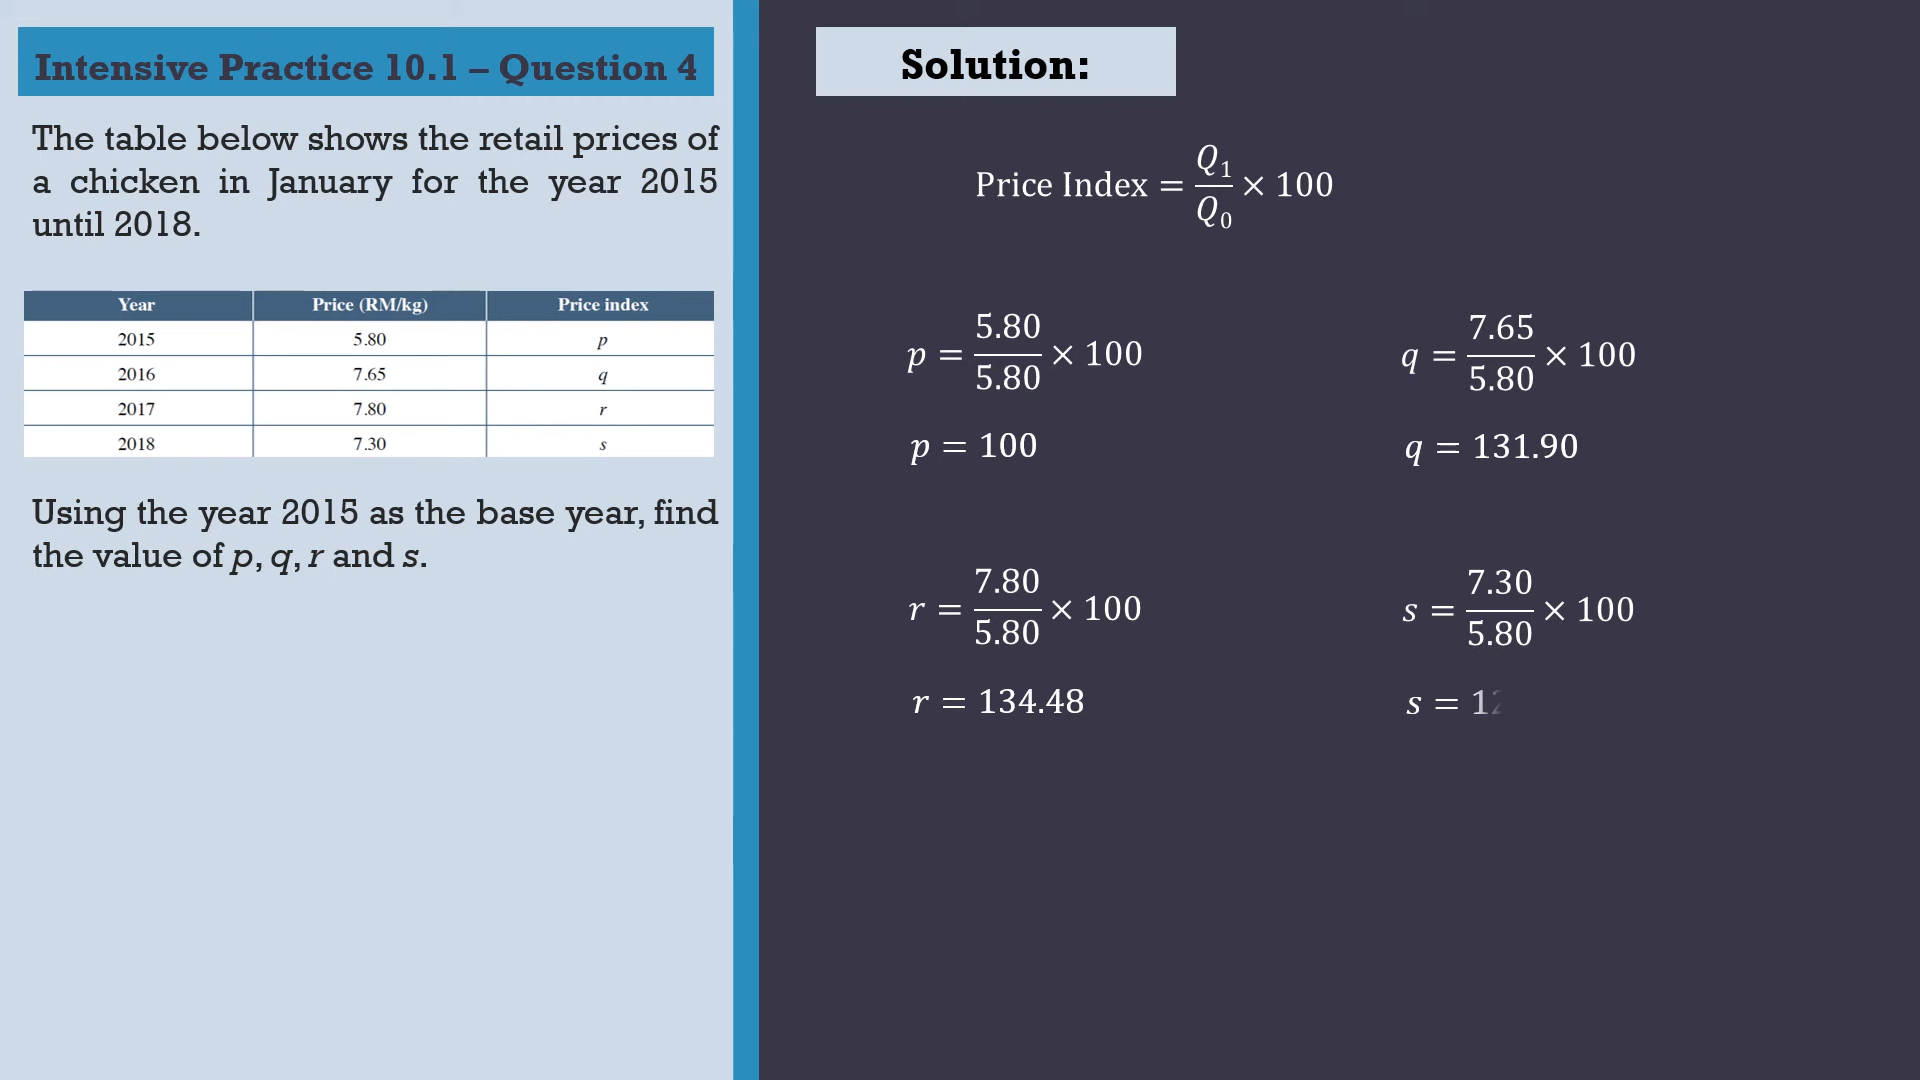 Intensive Practice 10.1 – Question 4
The table below shows the retail prices of
a chicken in January for the year 2015
until 2018.
Year Price (RM/kg) Price index
2015 5.80 p
2016 7.65 q
2017 7.80 r
2018 7.30 s
Using the year 2015 as the base year, find
the value of p, q, r and s.
Solution:
Price Index = Q₁/Q₀ × 100
p = 5.80/5.80 × 100
p = 100
q = 7.65/5.80 × 100
q = 131.90
r = 7.80/5.80 × 100
r = 134.48
s = 7.30/5.80 × 100
s = 1